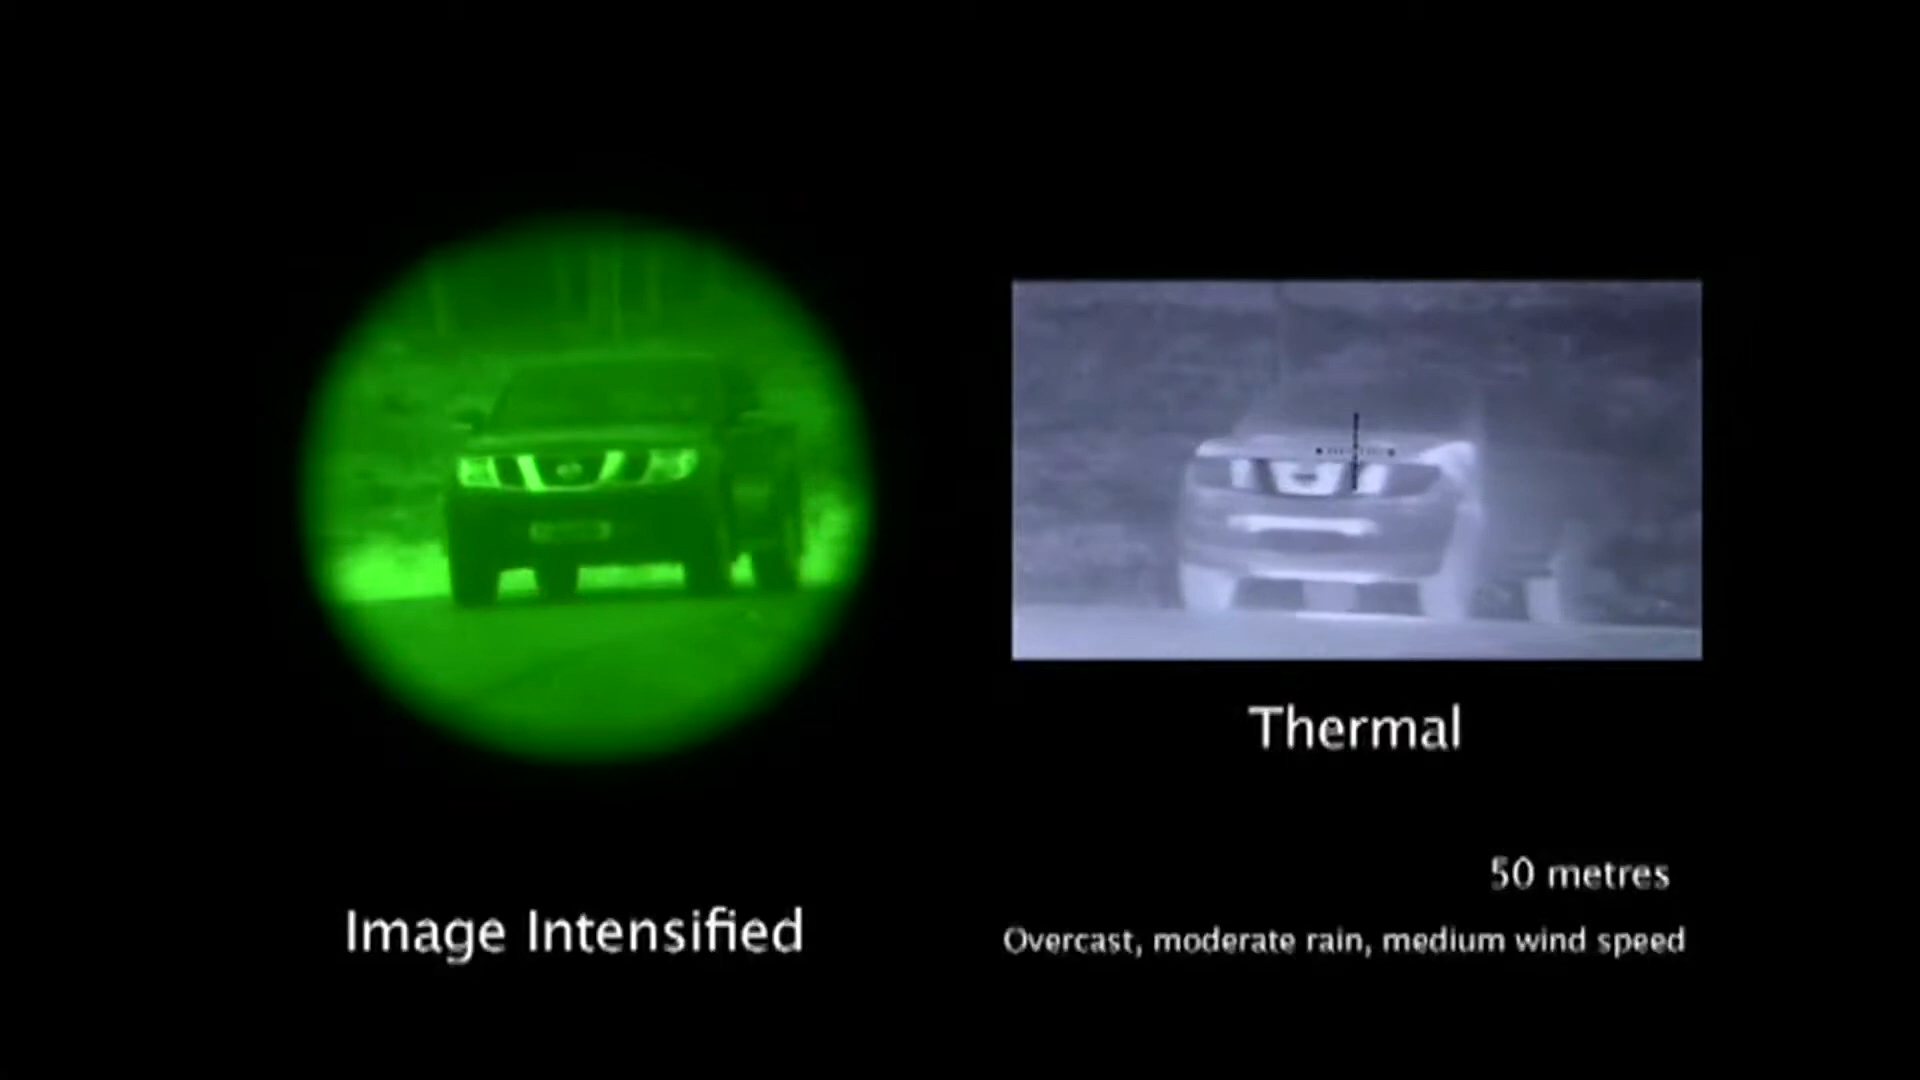 Thermal
50 metres
Image Intensified
Overcast, moderate rain, medium wind speed